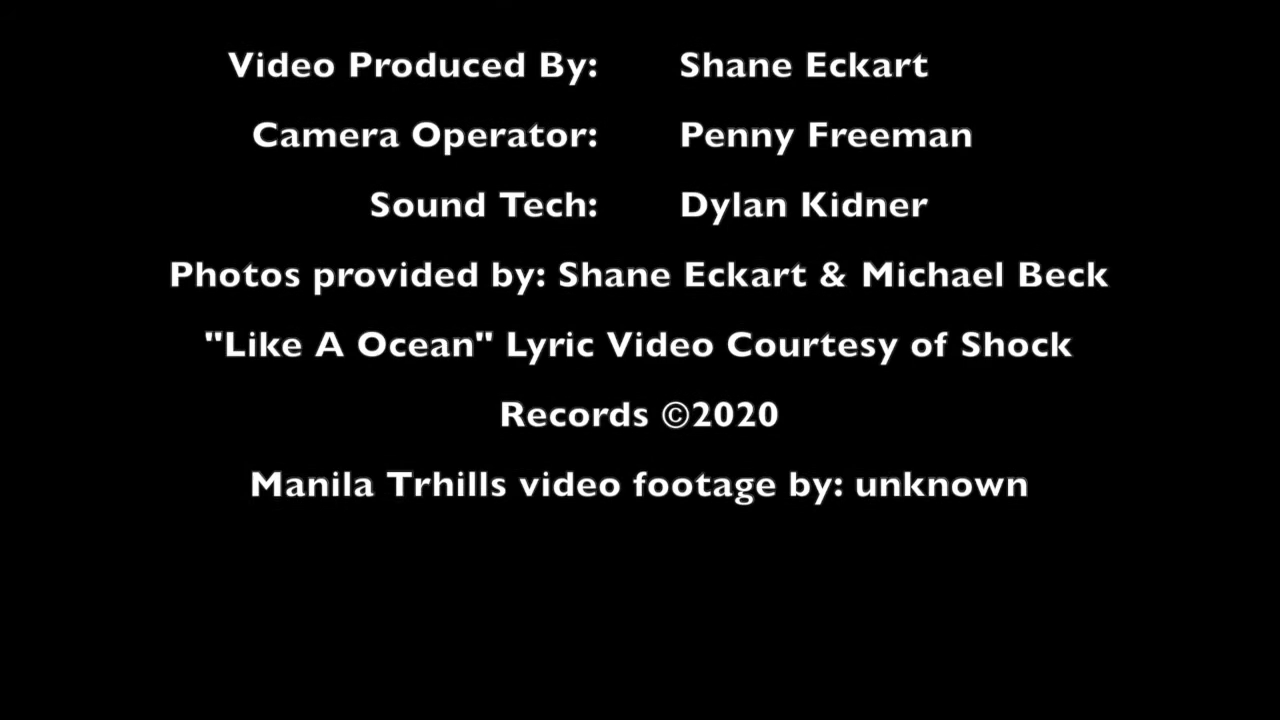 Video Produced By: Shane Eckart
Camera Operator: Penny Freeman
Sound Tech: Dylan Kidner
Photos provided by: Shane Eckart & Michael Beck
"Like A Ocean" Lyric Video Courtesy of Shock
Records ©2020
Manila Trhills video footage by: unknown